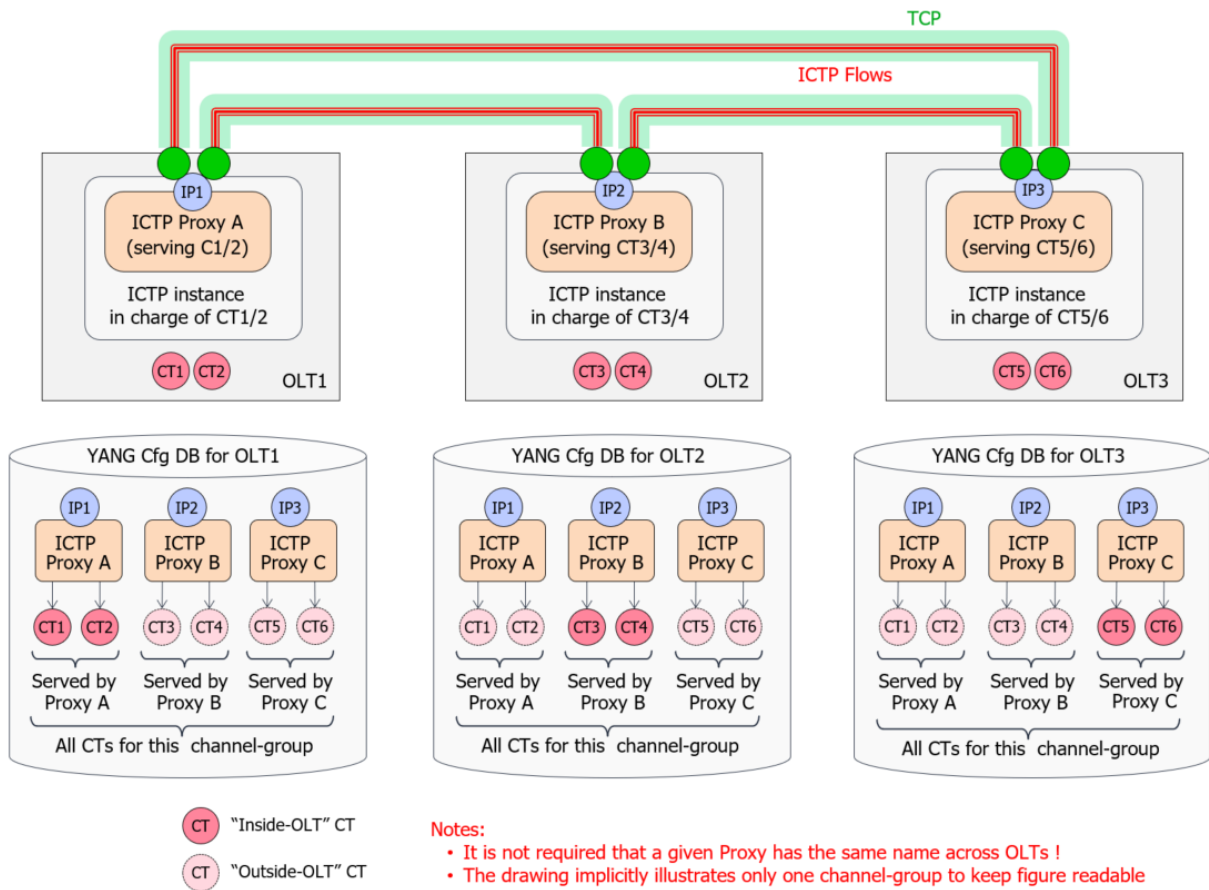 TCP
ICTP Flows
IP1
ICTP Proxy A
(serving C1/2)
ICTP instance
in charge of CT1/2
CT1 CT2
OLT1
IP2
ICTP Proxy B
(serving CT3/4)
ICTP instance
in charge of CT3/4
CT3 CT4
OLT2
IP3
ICTP Proxy C
(serving CT5/6)
ICTP instance
in charge of CT5/6
CT5 CT6
OLT3
YANG Cfg DB for OLT1
IP1 IP2 IP3
ICTP ICTP ICTP
Proxy A Proxy B Proxy C
CT1 CT2 CT3 CT4 CT5 CT6
Served by Served by Served by
Proxy A Proxy B Proxy C
All CTs for this channel-group
YANG Cfg DB for OLT2
IP1 IP2 IP3
ICTP ICTP ICTP
Proxy A Proxy B Proxy C
CT1 CT2 CT3 CT4 CT5 CT6
Served by Served by Served by
Proxy A Proxy B Proxy C
All CTs for this channel-group
YANG Cfg DB for OLT3
IP1 IP2 IP3
ICTP ICTP ICTP
Proxy A Proxy B Proxy C
CT1 CT2 CT3 CT4 CT5 CT6
Served by Served by Served by
Proxy A Proxy B Proxy C
All CTs for this channel-group
CT “Inside-OLT” CT
CT “Outside-OLT” CT
Notes:
• It is not required that a given Proxy has the same name across OLTs !
• The drawing implicitly illustrates only one channel-group to keep figure readable